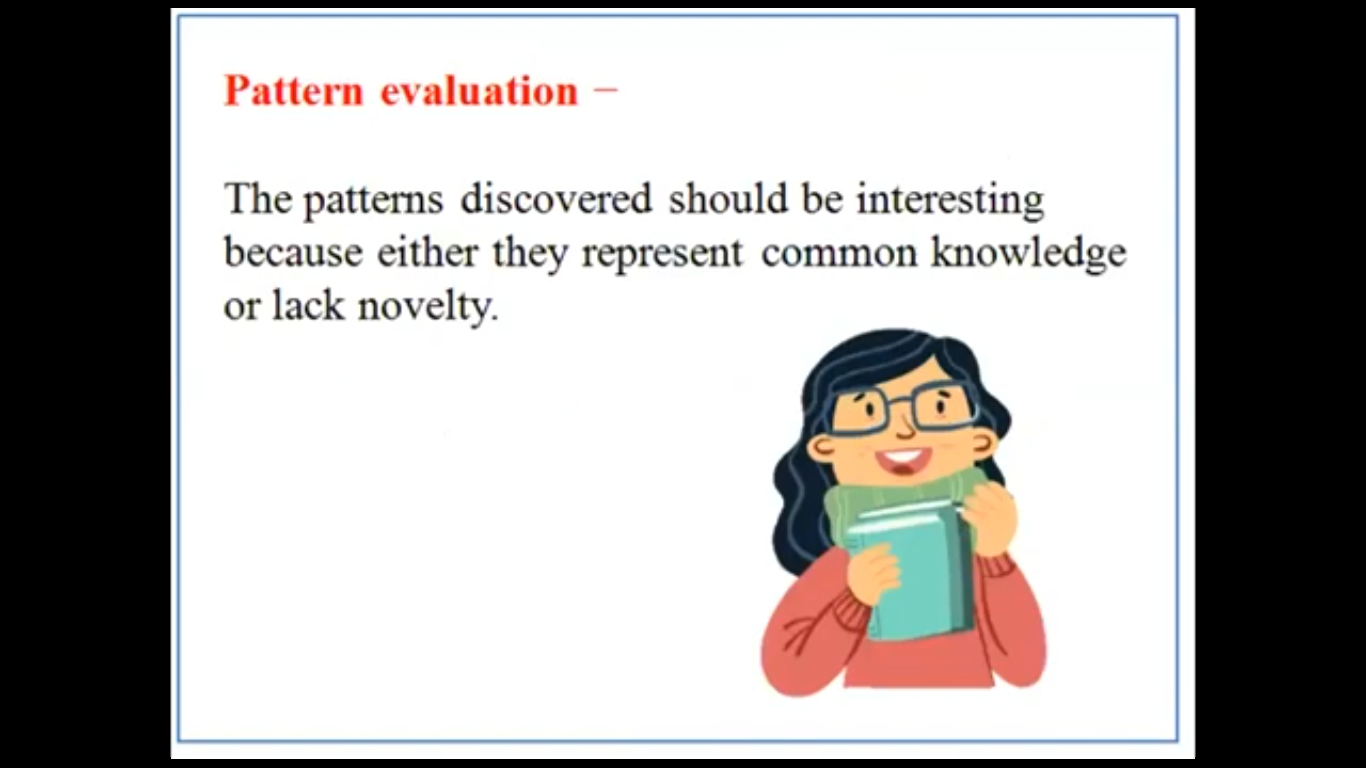 Pattern evaluation –
The patterns discovered should be interesting
because either they represent common knowledge
or lack novelty.